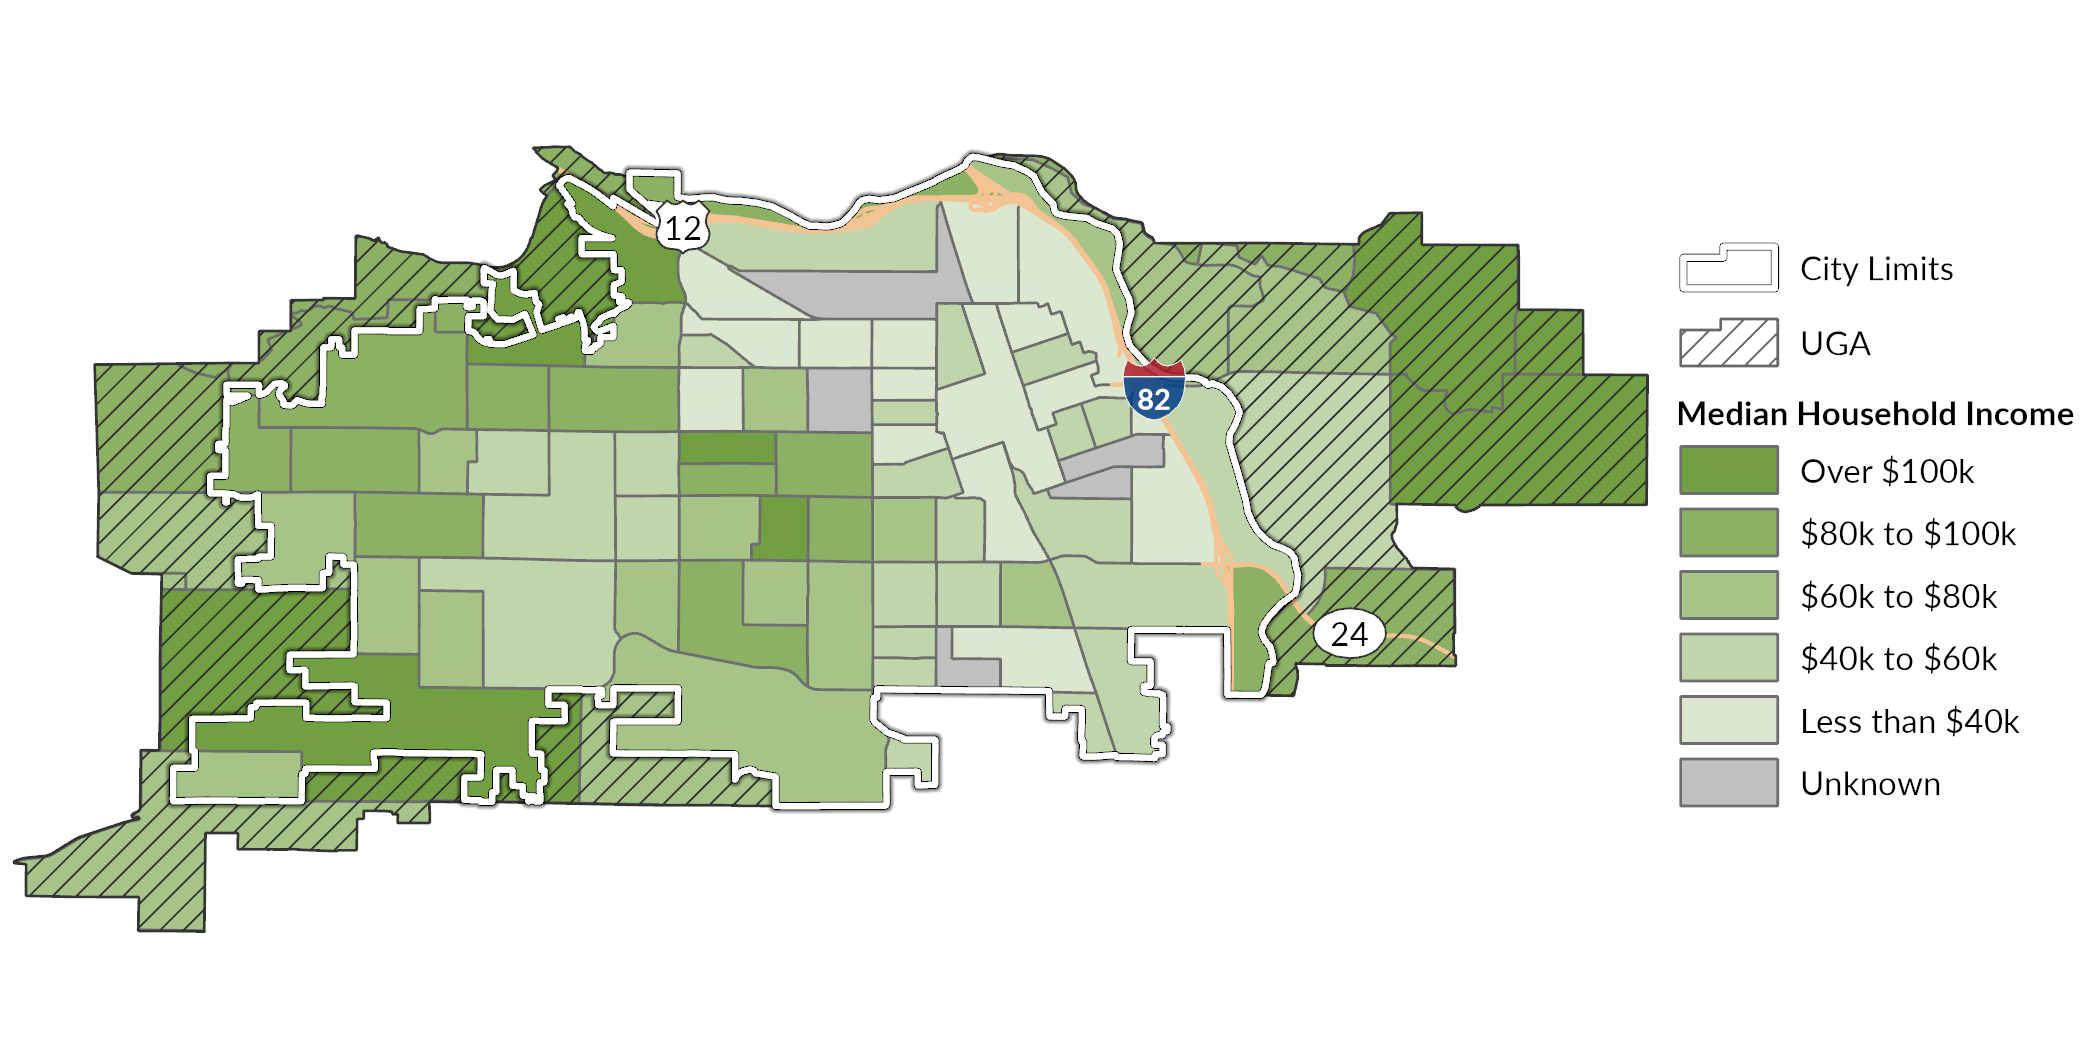 12
82
24
City Limits
UGA
Median Household Income
Over $100k
$80k to $100k
$60k to $80k
$40k to $60k
Less than $40k
Unknown